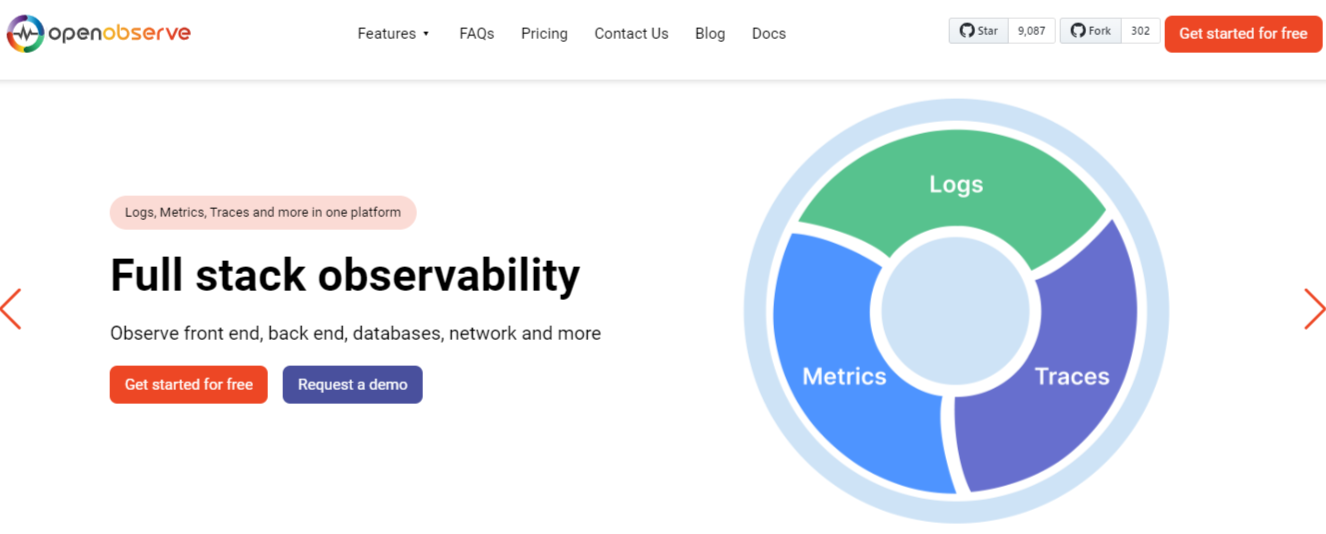 openobserve
Features ▾ FAQs Pricing Contact Us Blog Docs
Star 9,087 Fork 302
Get started for free
Logs, Metrics, Traces and more in one platform
Full stack observability
Observe front end, back end, databases, network and more
Get started for free Request a demo
Logs
Metrics
Traces